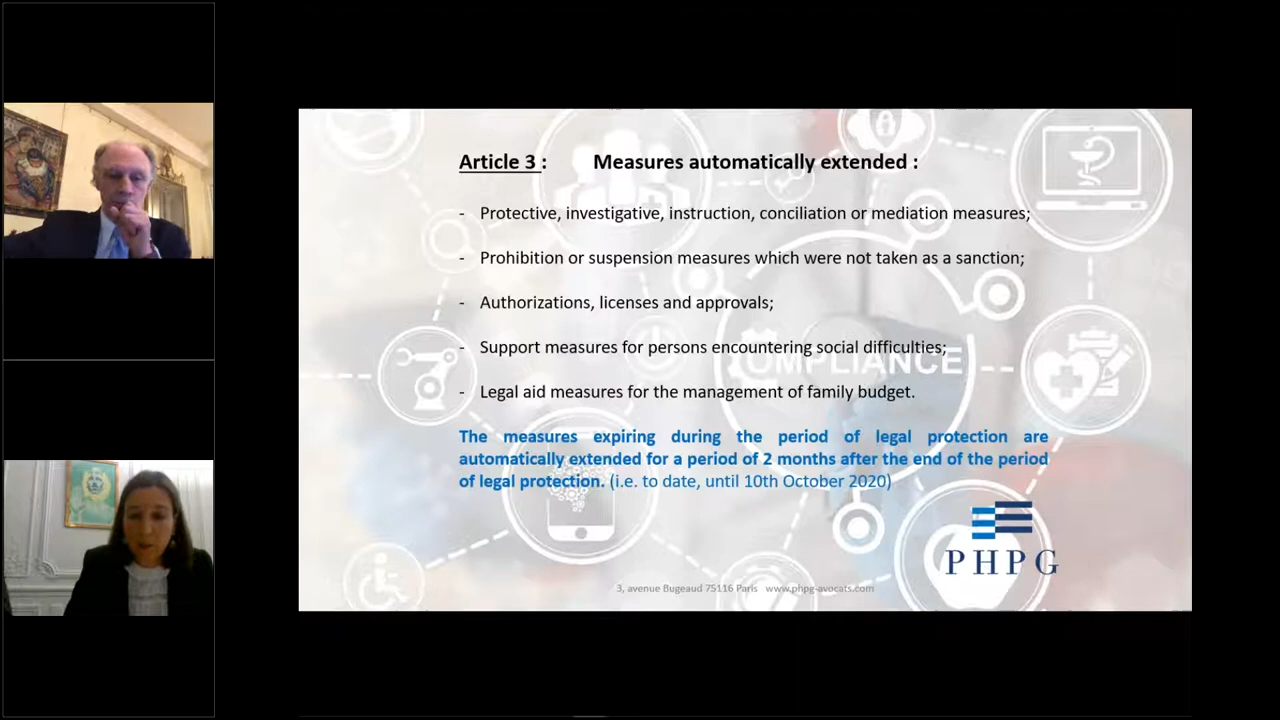 Article 3 : Measures automatically extended :
- Protective, investigative, instruction, conciliation or mediation measures;
- Prohibition or suspension measures which were not taken as a sanction;
- Authorizations, licenses and approvals;
- Support measures for persons encountering social difficulties;
OMPLIANCE
- Legal aid measures for the management of family budget.
The measures expiring during the period of legal protection are
automatically extended for a period of 2 months after the end of the period
of legal protection. (i.e. to date, until 10th October 2020)
PHPG
3, avenue Bugeaud 75116 Paris www.phpg-avocats.com